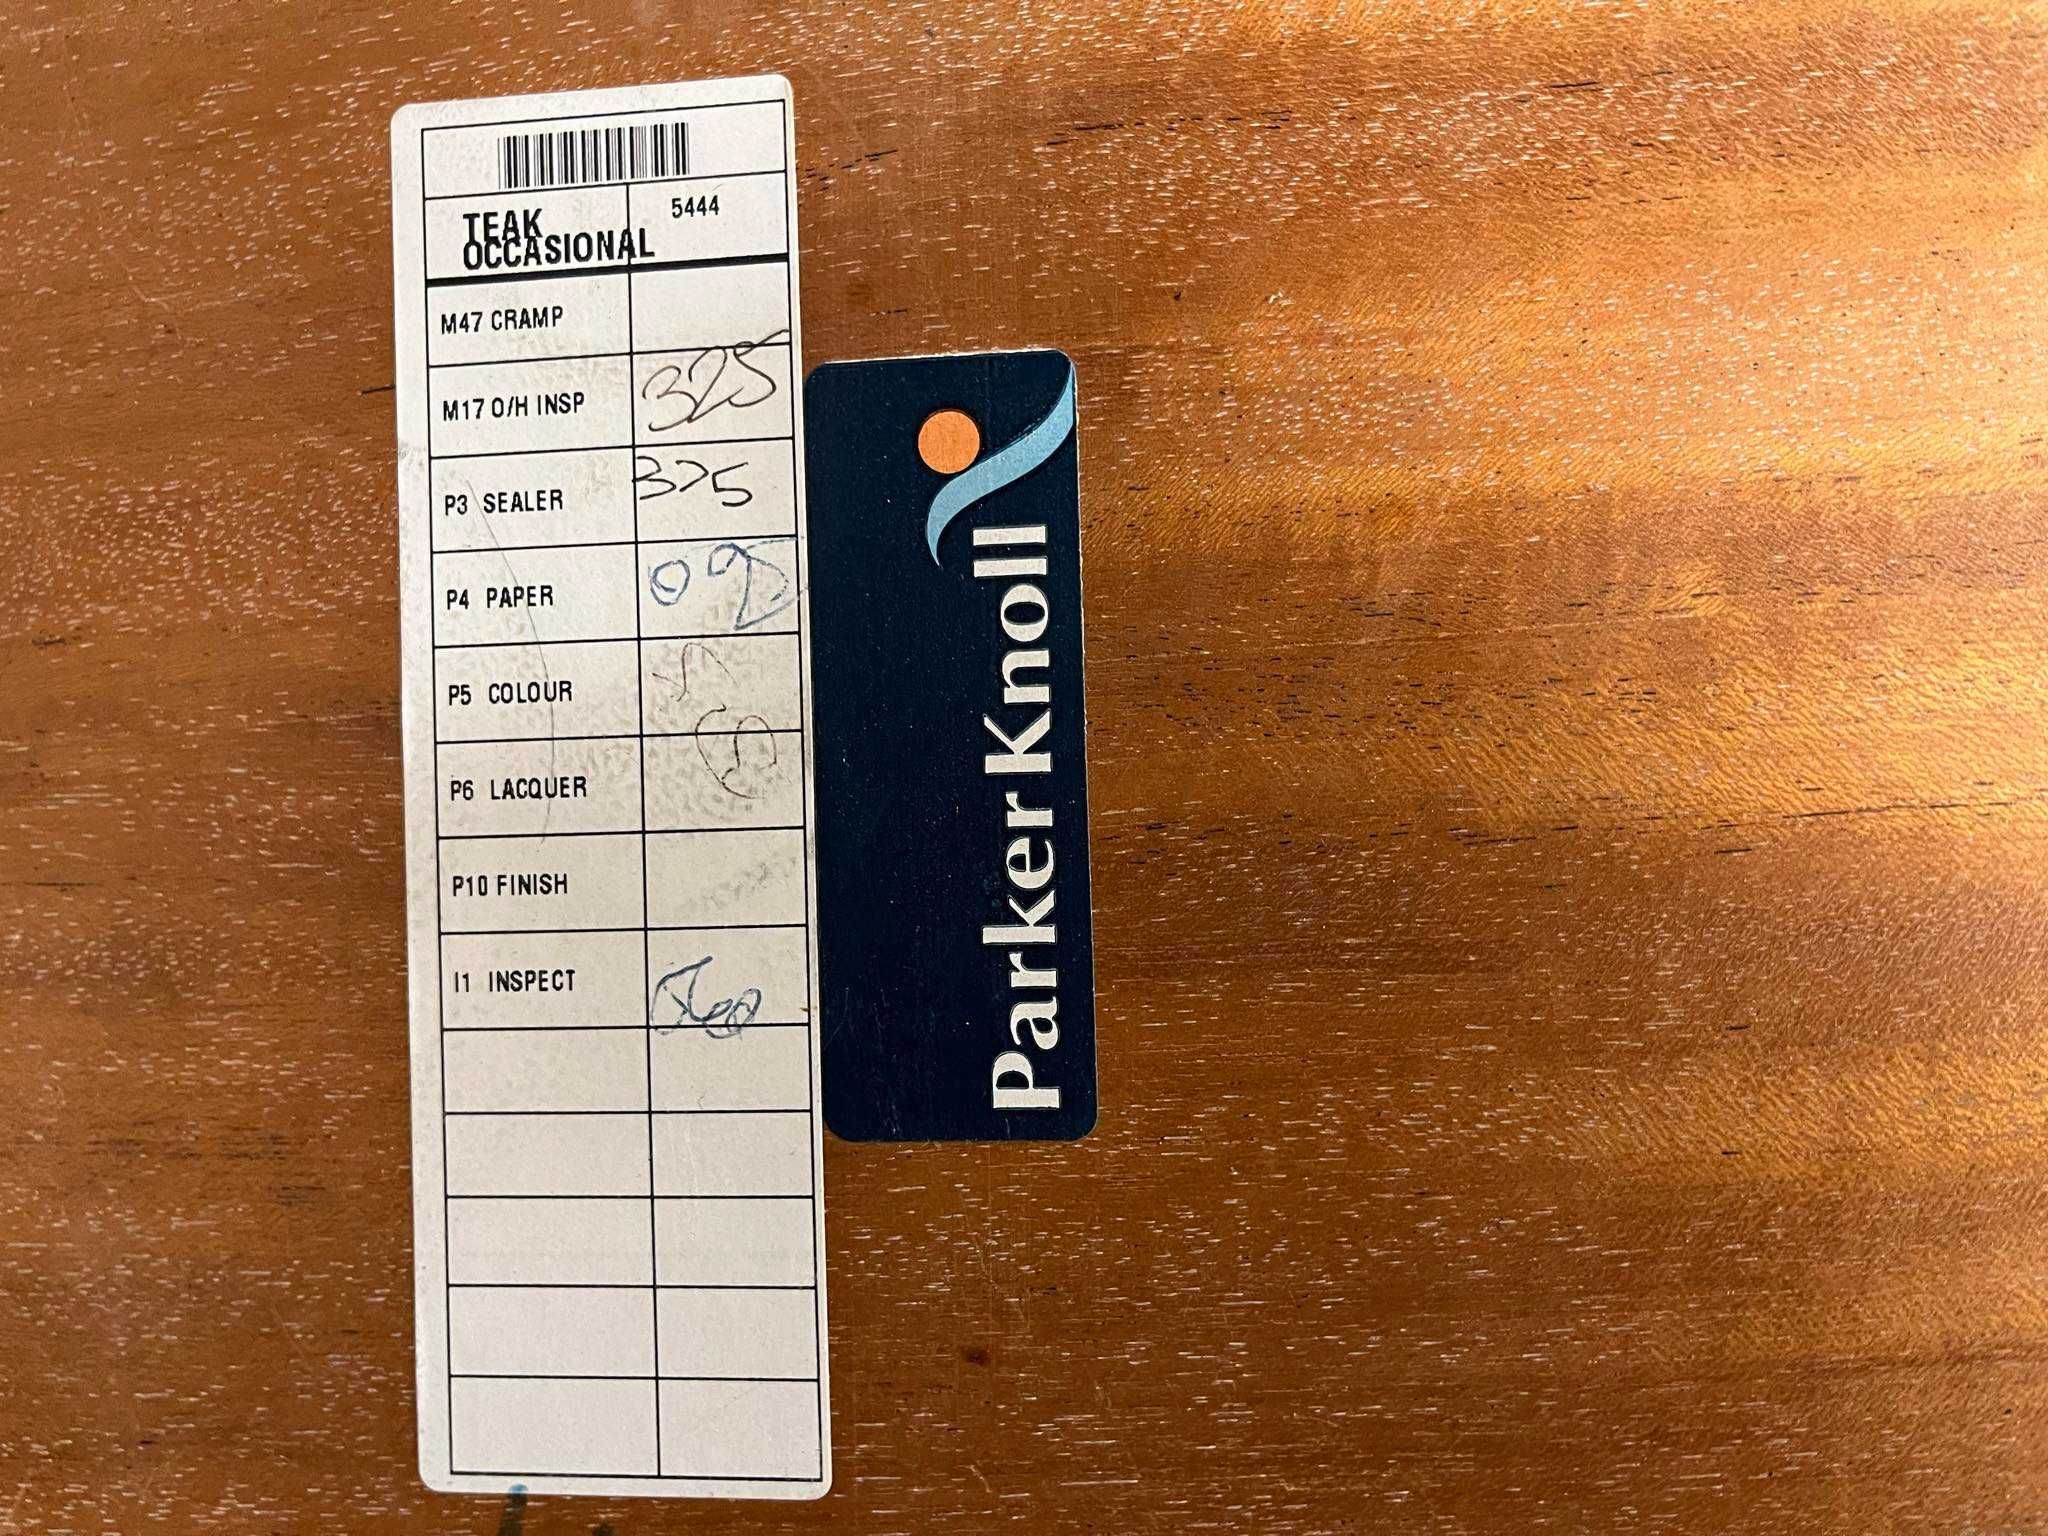 TEAK
OCCASIONAL
5444
M47 CRAMP
M17 O/H INSP 325
P3 SEALER 325
P4 PAPER
P5 COLOUR
P6 LACQUER
P10 FINISH
I1 INSPECT
Parker Knoll